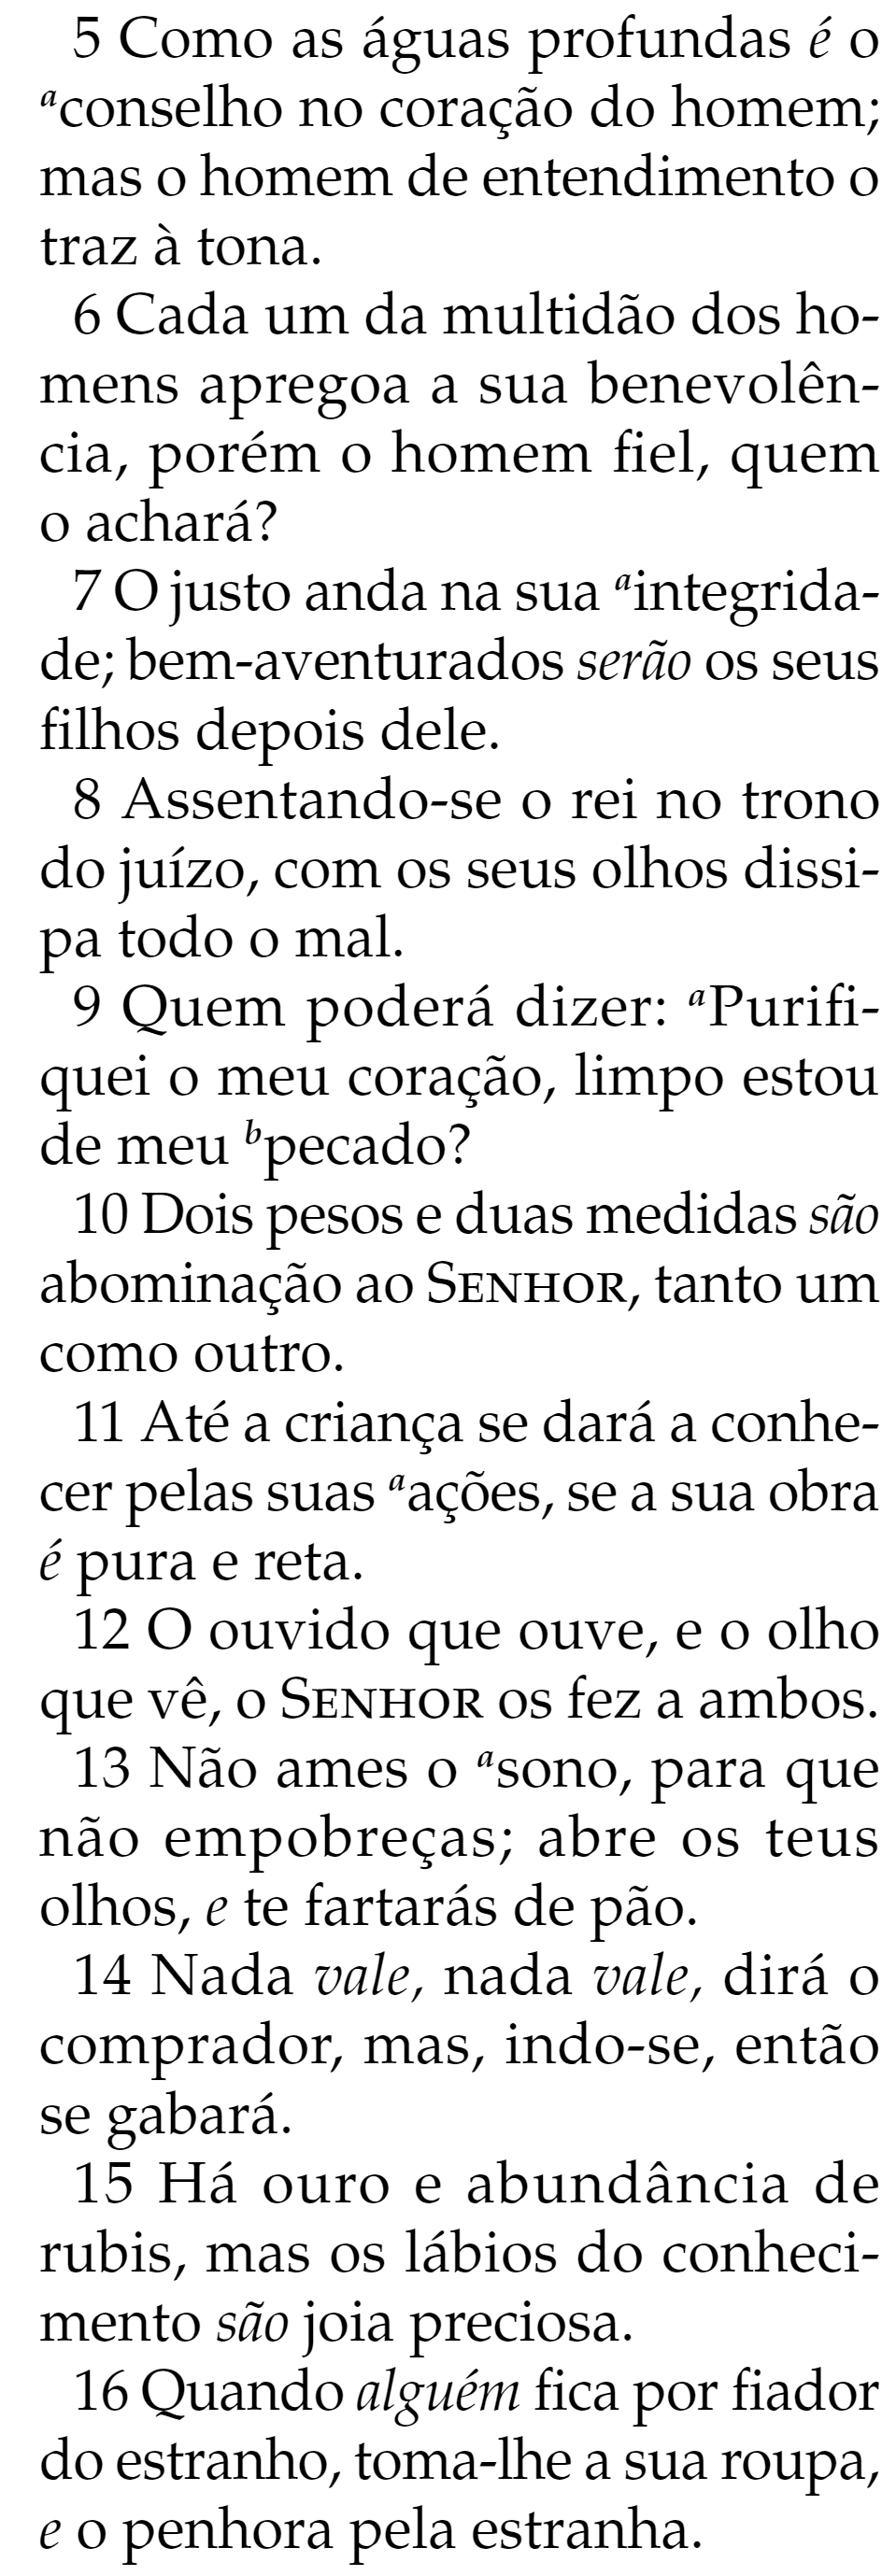 5 Como as águas profundas é o
aconselho no coração do homem;
mas o homem de entendimento o
traz à tona.
6 Cada um da multidão dos ho-
mens apregoa a sua benevolên-
cia, porém o homem fiel, quem
o achará?
7 O justo anda na sua aintegrida-
de; bem-aventurados serão os seus
filhos depois dele.
8 Assentando-se o rei no trono
do juízo, com os seus olhos dissi-
pa todo o mal.
9 Quem poderá dizer: aPurifi-
quei o meu coração, limpo estou
de meu bpecado?
10 Dois pesos e duas medidas são
abominação ao SENHOR, tanto um
como outro.
11 Até a criança se dará a conhe-
cer pelas suas aações, se a sua obra
é pura e reta.
12 O ouvido que ouve, e o olho
que vê, o SENHOR os fez a ambos.
13 Não ames o asono, para que
não empobreças; abre os teus
olhos, e te fartarás de pão.
14 Nada vale, nada vale, dirá o
comprador, mas, indo-se, então
se gabará.
15 Há ouro e abundância de
rubis, mas os lábios do conheci-
mento são joia preciosa.
16 Quando alguém fica por fiador
do estranho, toma-lhe a sua roupa,
e o penhora pela estranha.